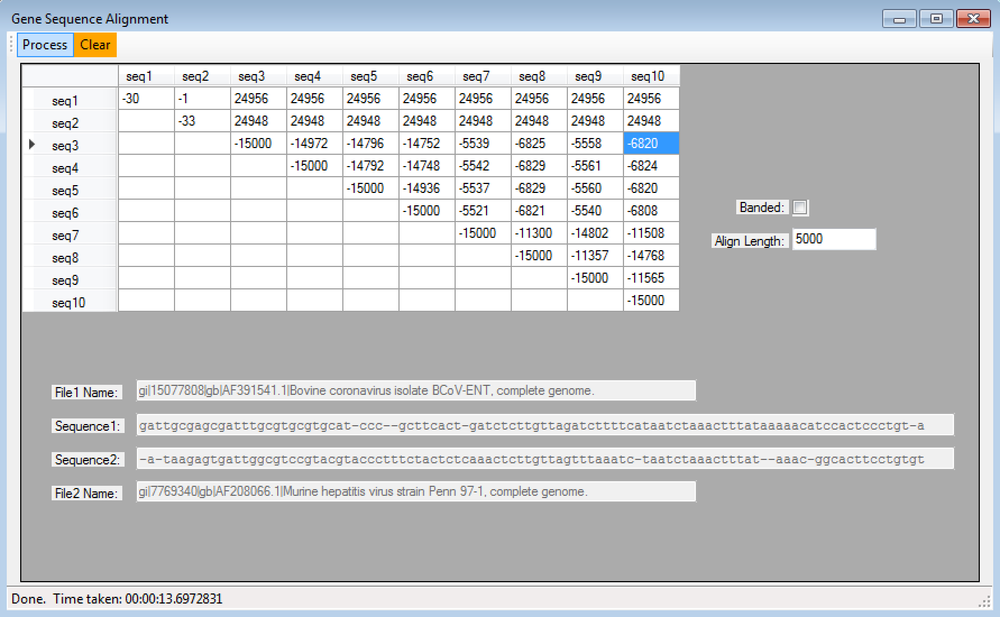 Gene Sequence Alignment
Process Clear
seq1 seq2 seq3 seq4 seq5 seq6 seq7 seq8 seq9 seq10
seq1 -30 -1 24956 24956 24956 24956 24956 24956 24956 24956
seq2 -33 24948 24948 24948 24948 24948 24948 24948 24948
seq3 -15000 -14972 -14796 -14752 -5539 -6825 -5558 -6820
seq4 -15000 -14792 -14748 -5542 -6829 -5561 -6824
seq5 -15000 -14936 -5537 -6829 -5560 -6820
seq6 -15000 -5521 -6821 -5540 -6808
seq7 -15000 -11300 -14802 -11508
seq8 -15000 -11357 -14768
seq9 -15000 -11565
seq10 -15000
Banded:
Align Length: 5000
File1 Name: gi|15077808|gb|AF391541.1|Bovine coronavirus isolate BCoV-ENT, complete genome.
Sequence1: gattgcgagcgatttgcgtgcgtgcat-ccc--gcttcact-gatctcttgttagatcttttcataatctaaactttataaaaacatccactccctgt-a
Sequence2: -a-taagagtgattggcgtccgtacgtaccctttctactctcaaactcttgttagtttaaatc-taatctaaactttat--aaac-ggcacttcctgtgt
File2 Name: gi|7769340|gb|AF208066.1|Murine hepatitis virus strain Penn 97-1, complete genome.
Done. Time taken: 00:00:13.6972831